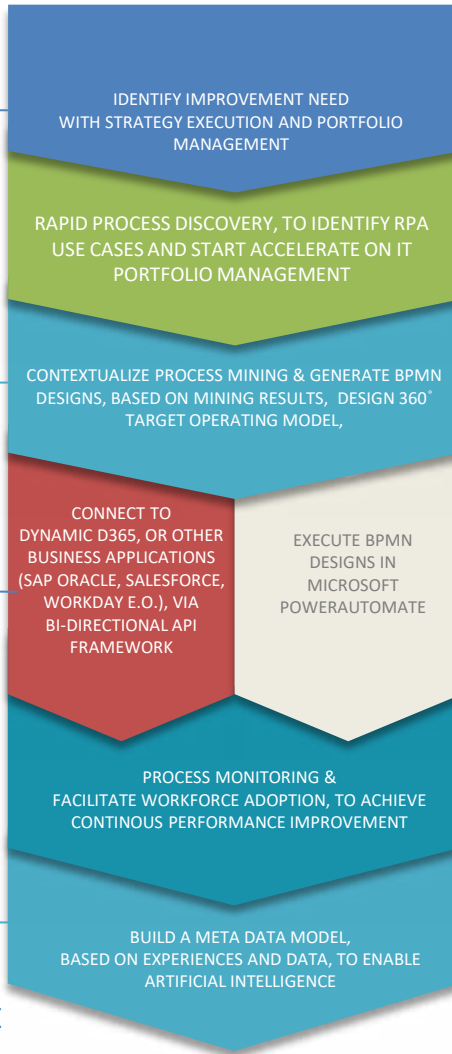 IDENTIFY IMPROVEMENT NEED
WITH STRATEGY EXECUTION AND PORTFOLIO
MANAGEMENT
RAPID PROCESS DISCOVERY, TO IDENTIFY RPA
USE CASES AND START ACCELERATE ON IT
PORTFOLIO MANAGEMENT
CONTEXTUALIZE PROCESS MINING & GENERATE BPMN
DESIGNS, BASED ON MINING RESULTS, DESIGN 360°
TARGET OPERATING MODEL,
CONNECT TO
DYNAMIC D365, OR OTHER
BUSINESS APPLICATIONS
(SAP ORACLE, SALESFORCE,
WORKDAY E.O.), VIA
BI-DIRECTIONAL API
FRAMEWORK
EXECUTE BPMN
DESIGNS IN
MICROSOFT
POWERAUTOMATE
PROCESS MONITORING &
FACILITATE WORKFORCE ADOPTION, TO ACHIEVE
CONTINOUS PERFORMANCE IMPROVEMENT
BUILD A META DATA MODEL,
BASED ON EXPERIENCES AND DATA, TO ENABLE
ARTIFICIAL INTELLIGENCE